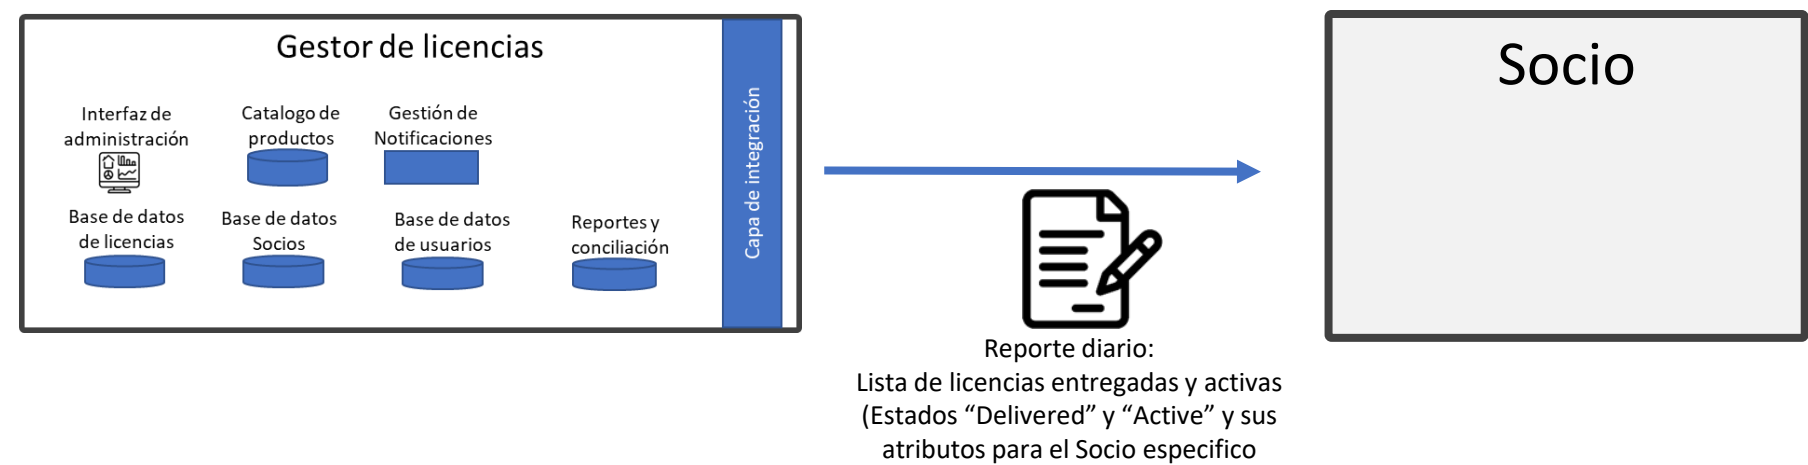 Gestor de licencias
Interfaz de
administración
Catalogo de
productos
Gestión de
Notificaciones
Base de datos
de licencias
Base de datos
Socios
Base de datos
de usuarios
Reportes y
conciliación
Capa de integración
Reporte diario:
Lista de licencias entregadas y activas
(Estados “Delivered” y “Active” y sus
atributos para el Socio especifico
Socio